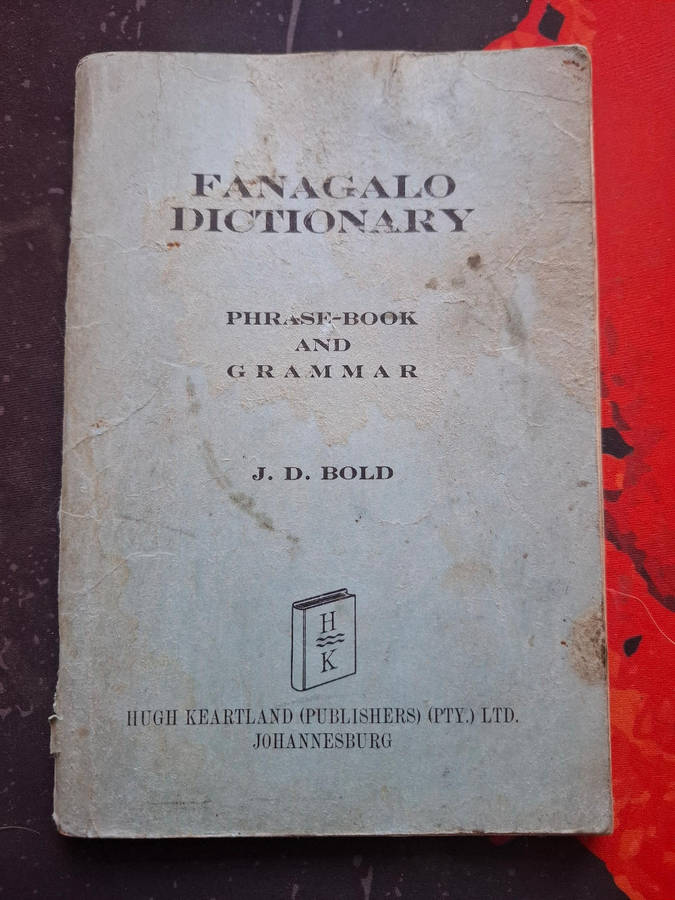 FANAGALO
DICTIONARY
PHRASE-BOOK
AND
GRAMMAR
J. D. BOLD
H
K
HUGH KEARTLAND (PUBLISHERS) (PTY.) LTD.
JOHANNESBURG